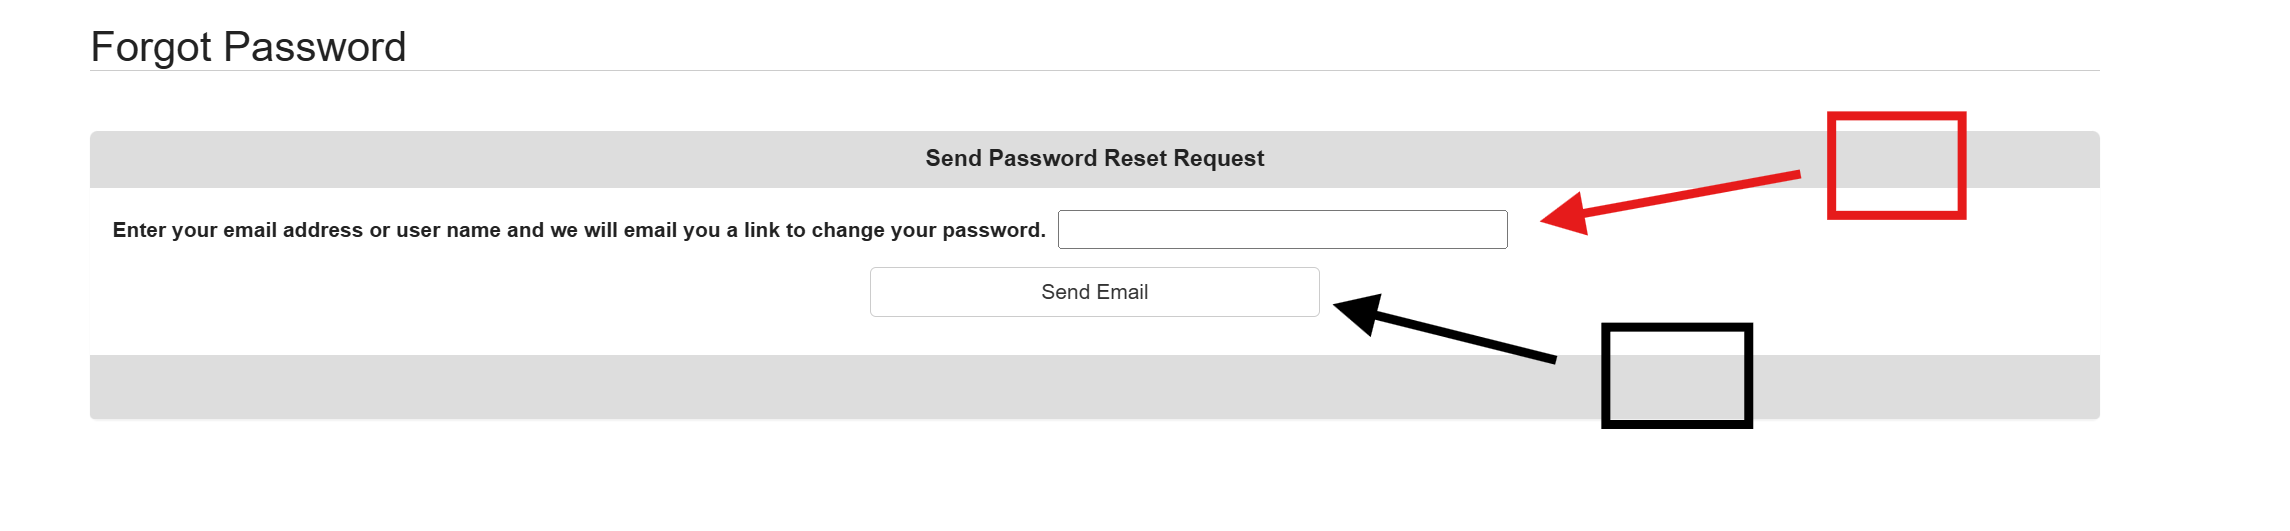 Forgot Password
Send Password Reset Request
Enter your email address or user name and we will email you a link to change your password.
Send Email